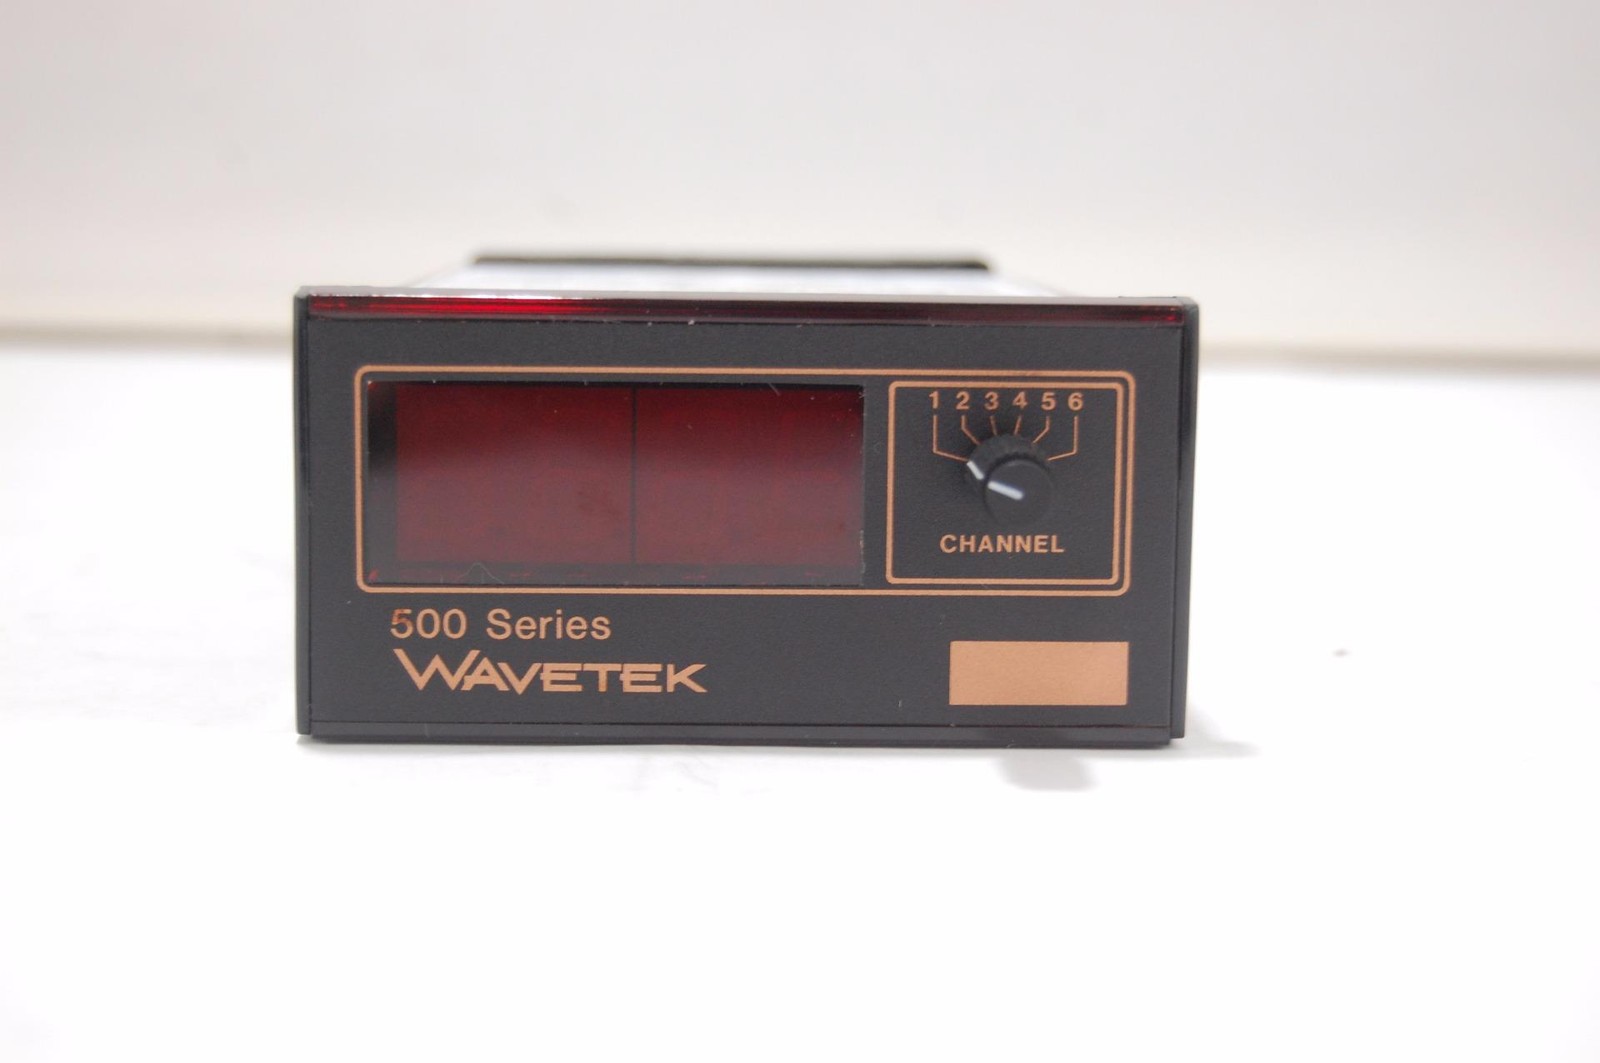 1 2 3 4 5 6
CHANNEL
500 Series
WAVETEK